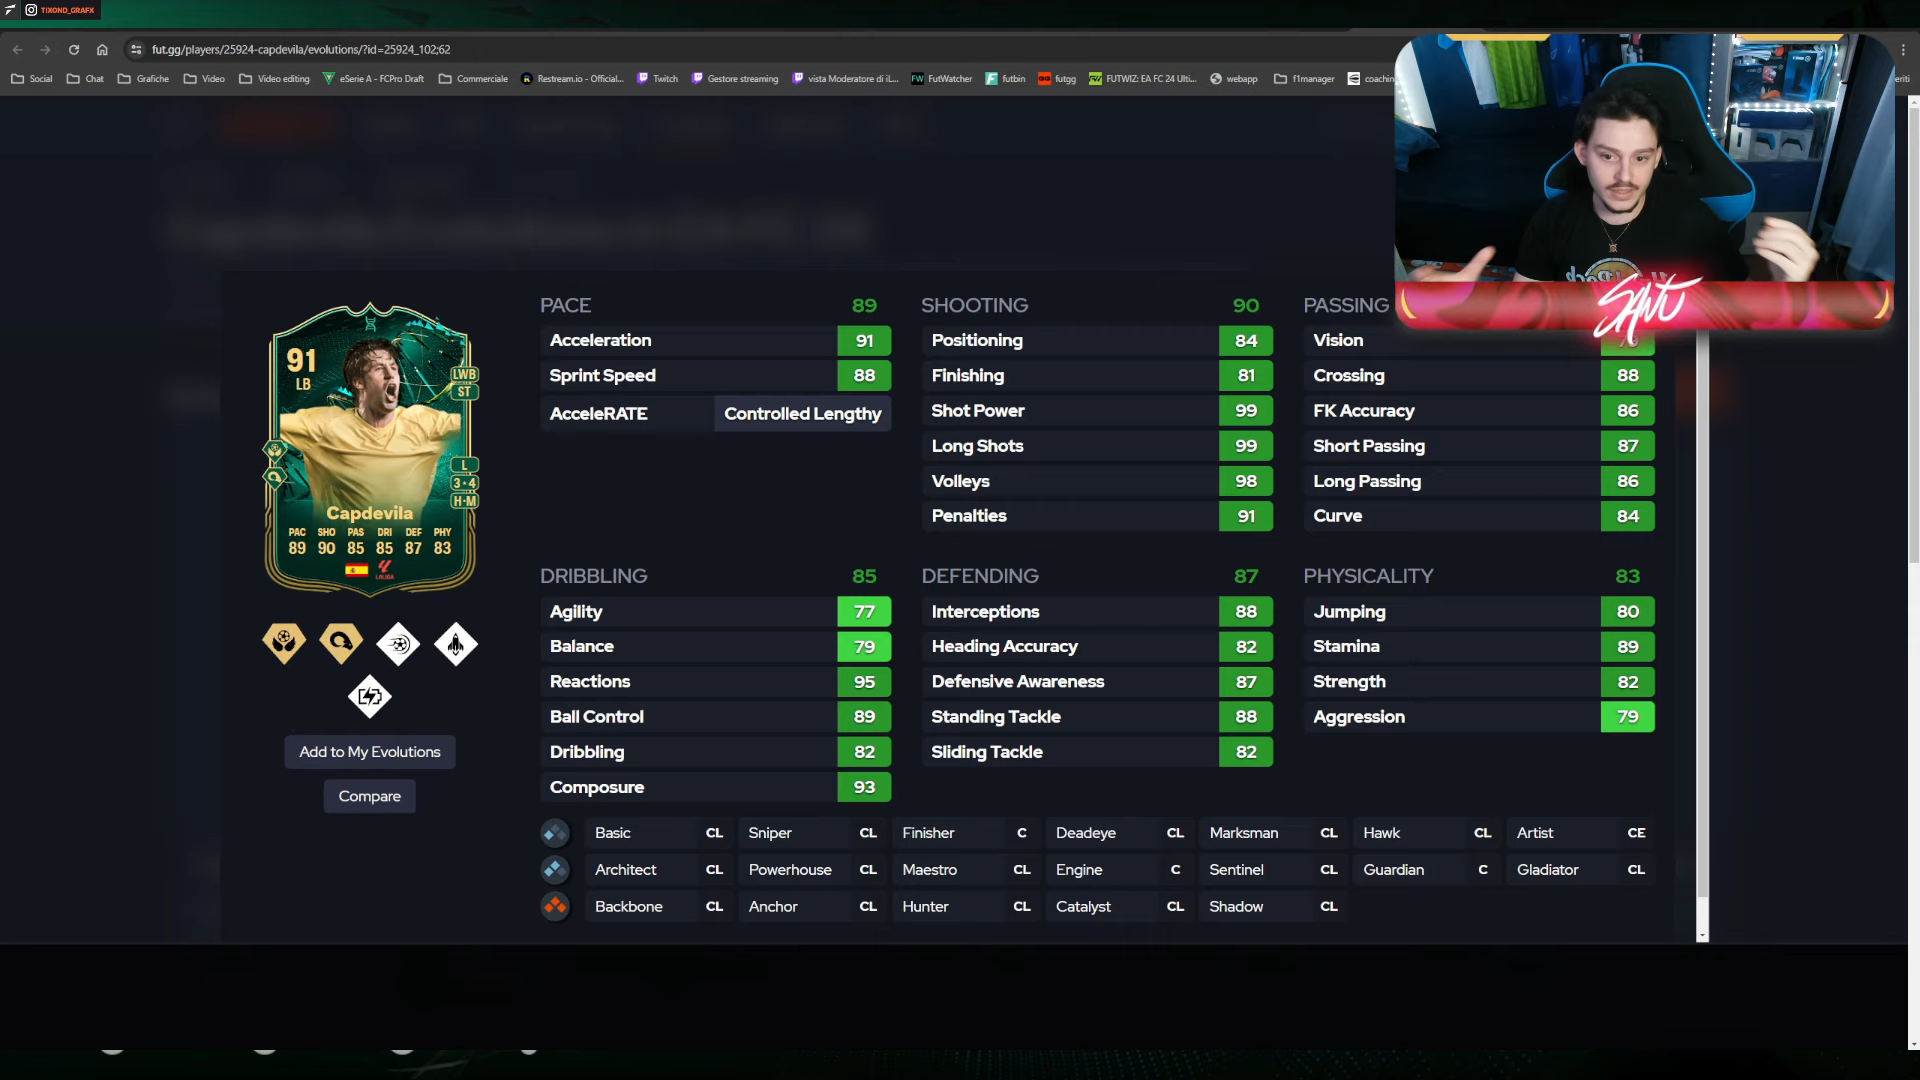 TIXOND_GRAFX
fut.gg/players/25924-capdevila/evolutions/?id=25924_102;62
Social
Chat
Grafiche
Video
Video editing
eSerie A - FCPro Draft
Commerciale
Restream.io - Official...
Twitch
Gestore streaming
vista Moderatore di iL...
FutWatcher
futbin
futgg
FUTWIZ: EA FC 24 Ulti...
webapp
f1manager
SANTU
91
LB
LWB
ST
L
3 ⋆ 4
H·M
Capdevila
PAC SHO PAS DRI DEF PHY
89 90 85 85 87 83
LALIGA
Add to My Evolutions
Compare
PACE 89
Acceleration 91
Sprint Speed 88
AcceleRATE Controlled Lengthy
SHOOTING 90
Positioning 84
Finishing 81
Shot Power 99
Long Shots 99
Volleys 98
Penalties 91
PASSING
Vision
Crossing 88
FK Accuracy 86
Short Passing 87
Long Passing 86
Curve 84
DRIBBLING 85
Agility 77
Balance 79
Reactions 95
Ball Control 89
Dribbling 82
Composure 93
DEFENDING 87
Interceptions 88
Heading Accuracy 82
Defensive Awareness 87
Standing Tackle 88
Sliding Tackle 82
PHYSICALITY 83
Jumping 80
Stamina 89
Strength 82
Aggression 79
Basic CL Sniper CL Finisher C Deadeye CL Marksman CL Hawk CL Artist CE
Architect CL Powerhouse CL Maestro CL Engine C Sentinel CL Guardian C Gladiator CL
Backbone CL Anchor CL Hunter CL Catalyst CL Shadow CL